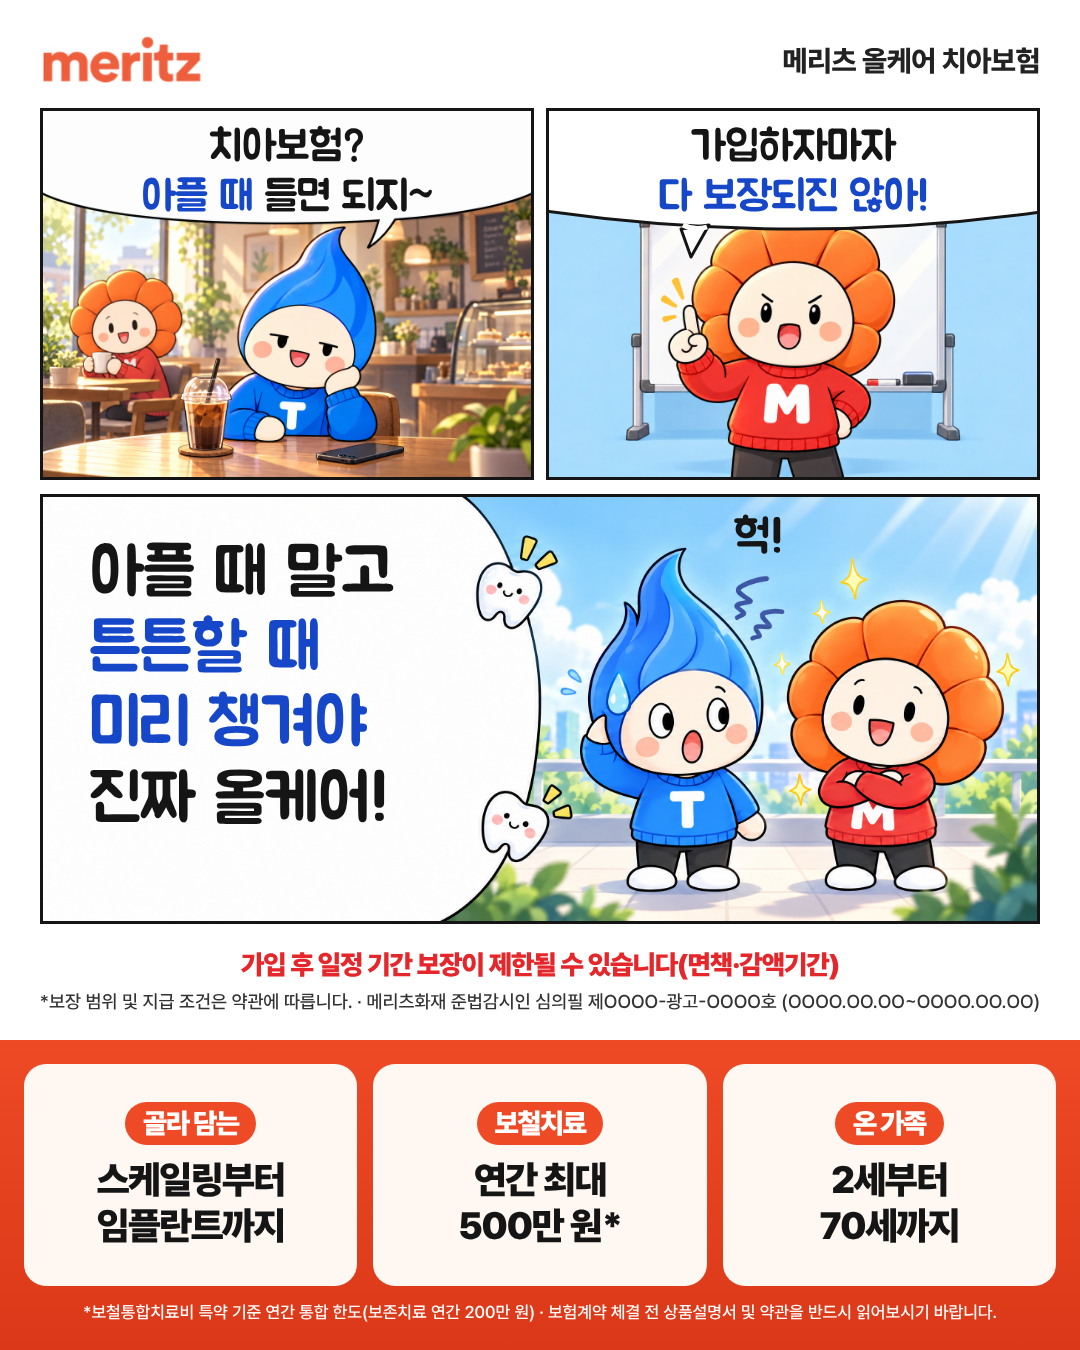 meritz
메리츠 올케어 치아보험
치아보험?
아플 때 들면 되지~
가입하자마자
다 보장되진 않아!
T
M
아플 때 말고
튼튼할 때
미리 챙겨야
진짜 올케어!
헉!
T
M
가입 후 일정 기간 보장이 제한될 수 있습니다(면책·감액기간)
*보장 범위 및 지급 조건은 약관에 따릅니다. · 메리츠화재 준법감시인 심의필 제OOOO-광고-OOOO호 (OOOO.OO.OO~OOOO.OO.OO)
골라 담는
스케일링부터
임플란트까지
보철치료
연간 최대
500만 원*
온 가족
2세부터
70세까지
*보철통합치료비 특약 기준 연간 통합 한도(보존치료 연간 200만 원) · 보험계약 체결 전 상품설명서 및 약관을 반드시 읽어보시기 바랍니다.